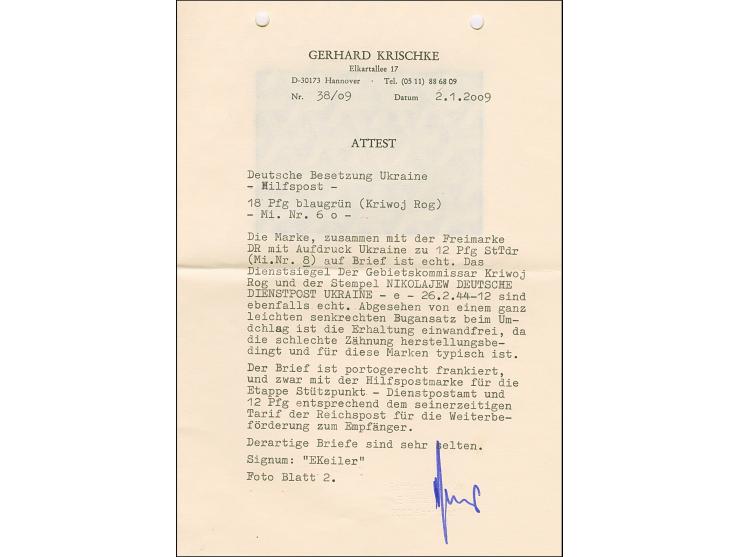 GERHARD KRISCHKE
Elkartallee 17
D-30173 Hannover · Tel. (05 11) 88 68 09
Nr. 38/09 Datum 2.1.2009
ATTEST
Deutsche Besetzung Ukraine
- Hilfspost -
18 Pfg blaugrün (Kriwoj Rog)
- Mi. Nr. 6 o -
Die Marke, zusammen mit der Freimarke
DR mit Aufdruck Ukraine zu 12 Pfg StTdr
(Mi.Nr. 8) auf Brief ist echt. Das
Dienstsiegel Der Gebietskommissar Kriwoj
Rog und der Stempel NIKOLAJEW DEUTSCHE
DIENSTPOST UKRAINE - e - 26.2.44-12 sind
ebenfalls echt. Abgesehen von einem ganz
leichten senkrechten Bugansatz beim Um-
dchlag ist die Erhaltung einwandfrei, da
die schlechte Zähnung herstellungsbe-
dingt und für diese Marken typisch ist.
Der Brief ist portogerecht frankiert,
und zwar mit der Hilfspostmarke für die
Etappe Stützpunkt - Dienstpostamt und
12 Pfg entsprechend dem seinerzeitigen
Tarif der Reichspost für die Weiterbe-
förderung zum Empfänger.
Derartige Briefe sind sehr selten.
Signum: "EKeiler"
Foto Blatt 2.